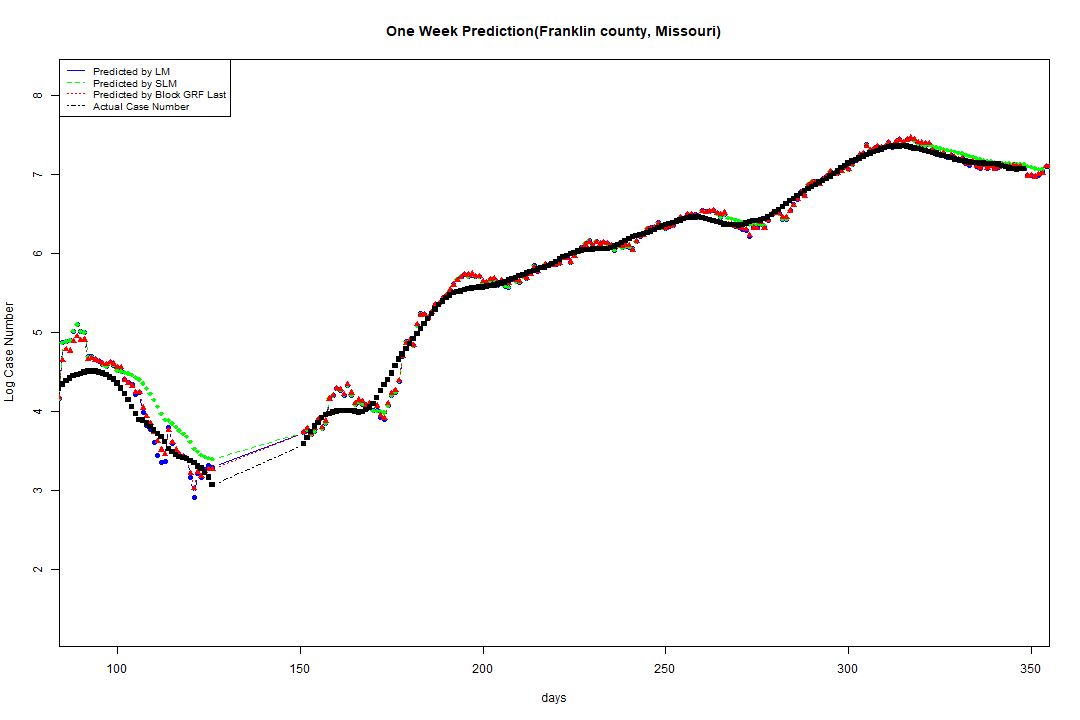 One Week Prediction(Franklin county, Missouri)
Predicted by LM
Predicted by SLM
Predicted by Block GRF Last
Actual Case Number
8
7
6
5
4
3
2
Log Case Number
100 150 200 250 300 350
days